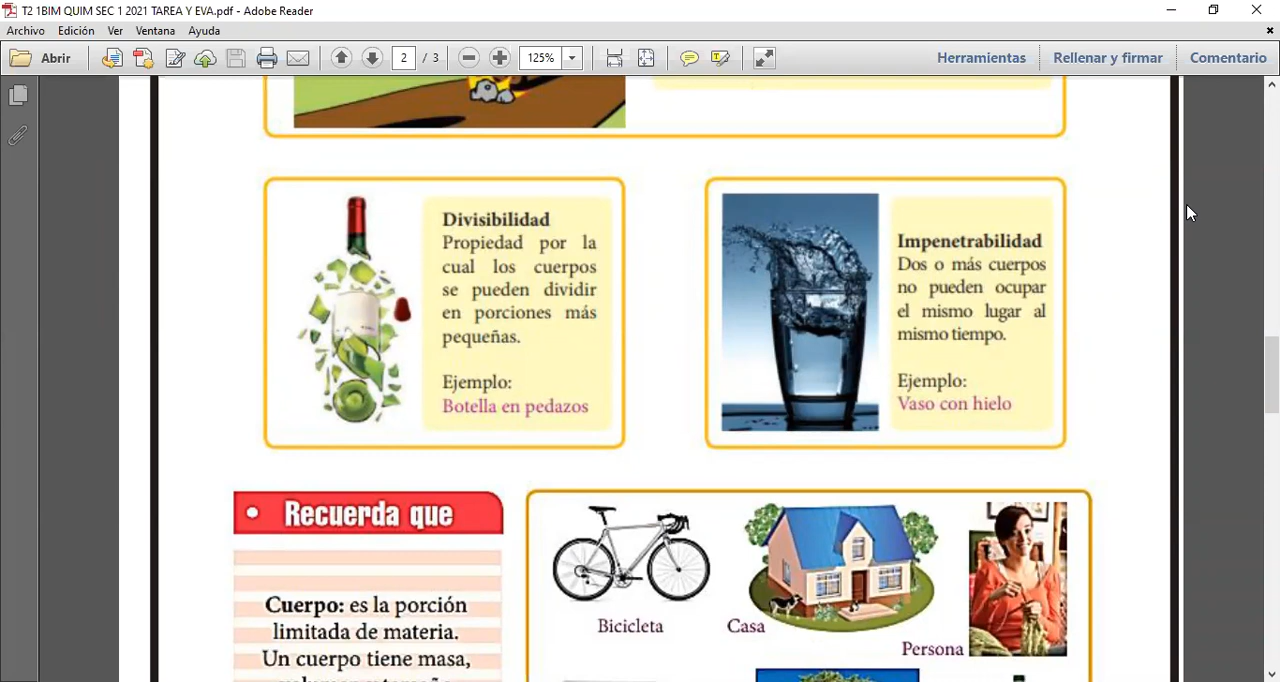 T2 1BIM QUIM SEC 1 2021 TAREA Y EVA.pdf - Adobe Reader
Archivo Edición Ver Ventana Ayuda
Abrir 2 / 3 125% Herramientas Rellenar y firmar Comentario
Divisibilidad
Propiedad por la
cual los cuerpos
se pueden dividir
en porciones más
pequeñas.
Ejemplo:
Botella en pedazos
Impenetrabilidad
Dos o más cuerpos
no pueden ocupar
el mismo lugar al
mismo tiempo.
Ejemplo:
Vaso con hielo
Recuerda que
Cuerpo: es la porción
limitada de materia.
Un cuerpo tiene masa,
Bicicleta
Casa
Persona